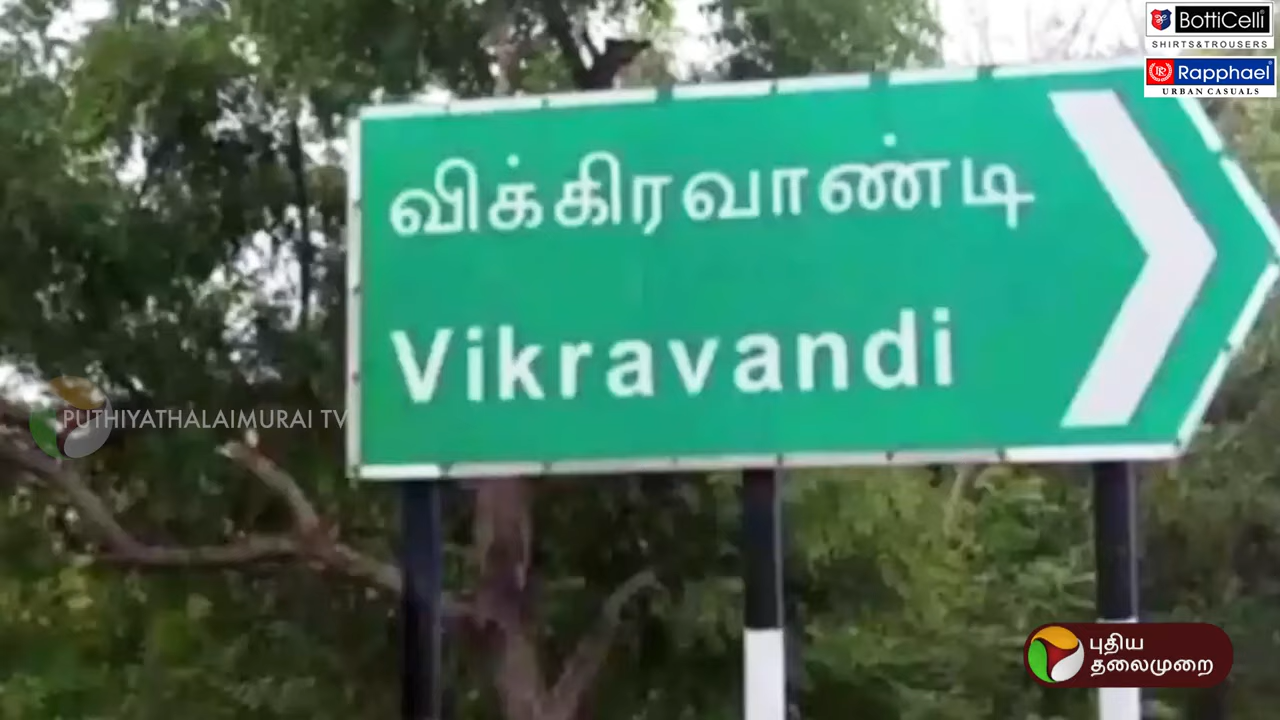 BOTTICELLI
SHIRTS&TROUSERS
Rapphael
URBAN CASUALS
விக்கிரவாண்டி
Vikravandi
PUTHIYATHALAIMURAI TV
புதிய
தலைமுறை